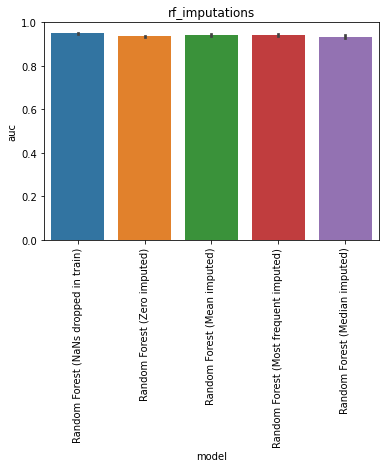 rf_imputations
1.0
0.8
0.6
0.4
0.2
0.0
auc
Random Forest (NaNs dropped in train)
Random Forest (Zero imputed)
Random Forest (Mean imputed)
Random Forest (Most frequent imputed)
Random Forest (Median imputed)
model